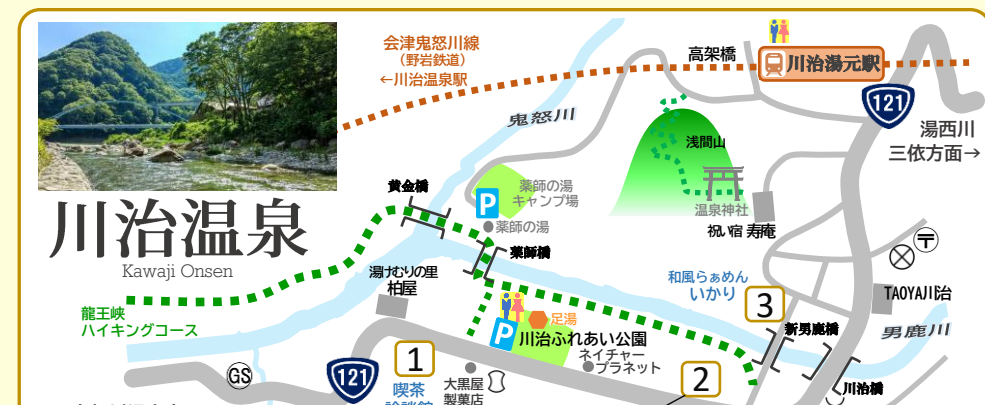 会津鬼怒川線
（野岩鉄道）
←川治温泉駅
高架橋
川治湯元駅
121
湯西川
三依方面→
鬼怒川
浅間山
温泉神社
祝い宿 寿庵
黄金橋
薬師の湯
キャンプ場
P
薬師の湯
薬師橋
川治温泉
Kawaji Onsen
湯けむりの里
柏屋
和風らぁめん
いかり
3
TAOYA川治
龍王峡
ハイキングコース
足湯
P
川治ふれあい公園
新男鹿橋
男鹿川
ネイチャー
プラネット
GS
121
1
喫茶
大黒屋
製菓店
2
川治橋